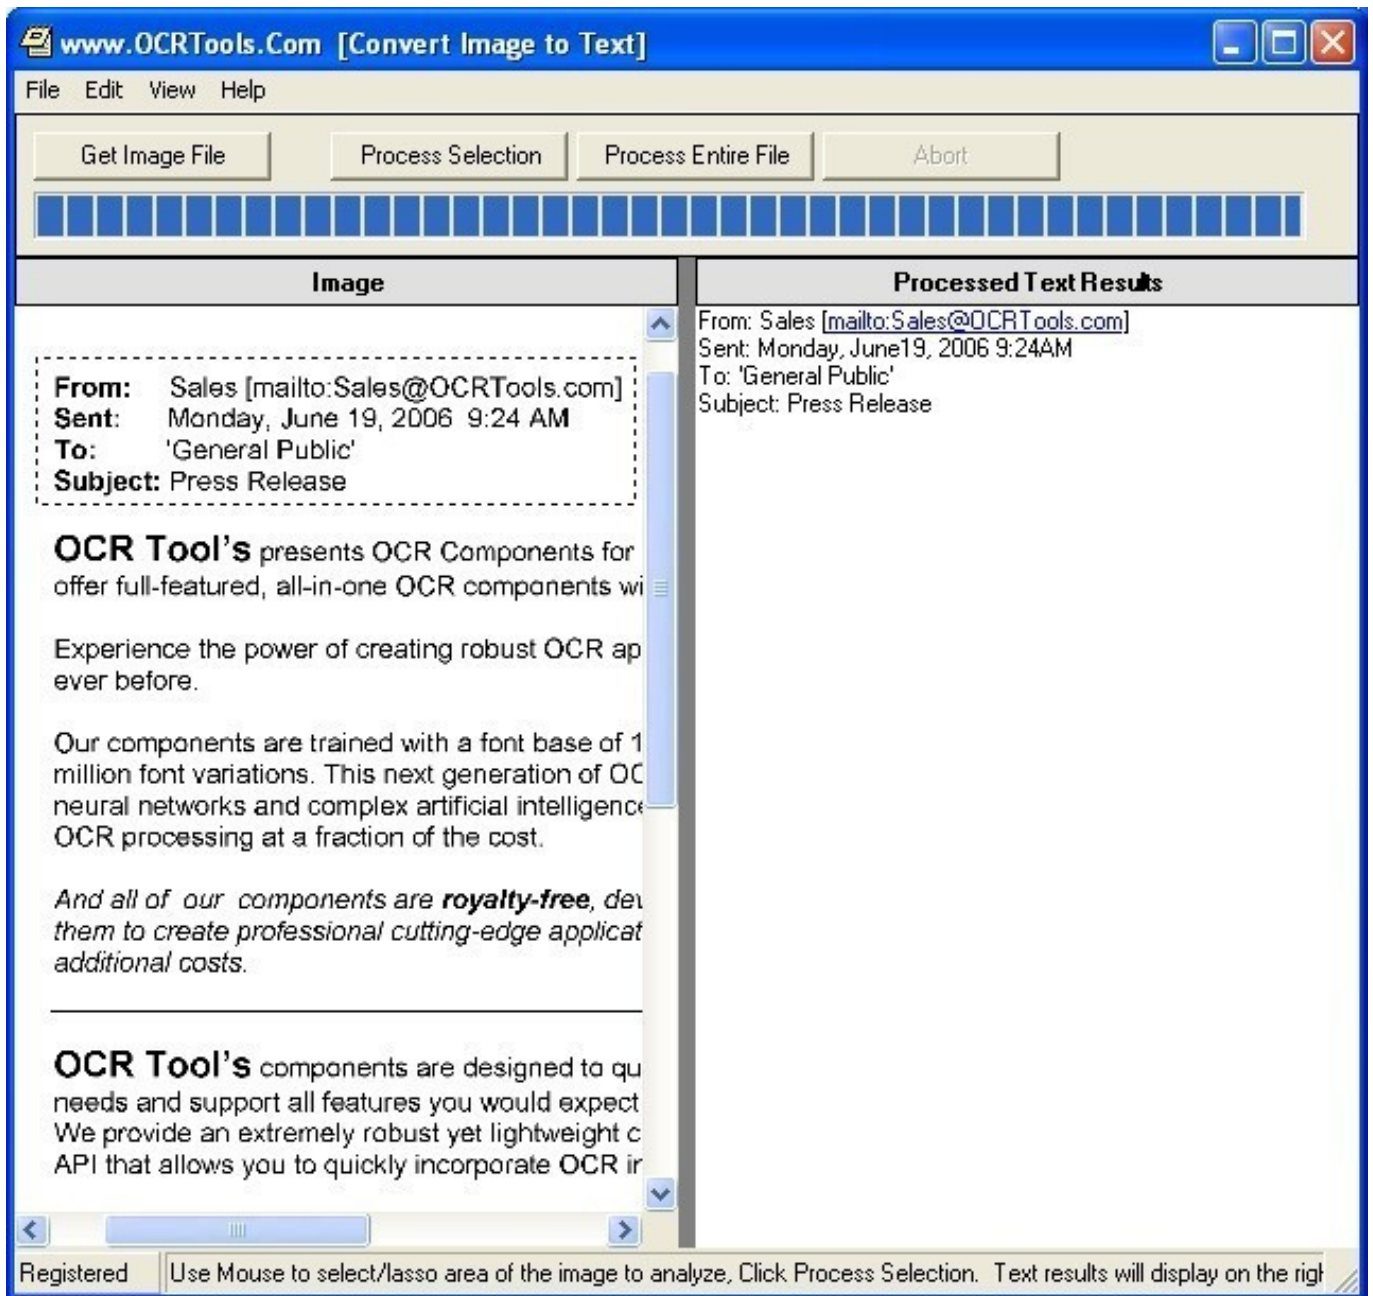 www.OCRTools.Com [Convert Image to Text]
File Edit View Help
Get Image File Process Selection Process Entire File Abort
Image
From: Sales [mailto:Sales@OCRTools.com]
Sent: Monday, June 19, 2006 9:24 AM
To: 'General Public'
Subject: Press Release
OCR Tool's presents OCR Components for
offer full-featured, all-in-one OCR components wi
Experience the power of creating robust OCR ap
ever before.
Our components are trained with a font base of 1
million font variations. This next generation of OC
neural networks and complex artificial intelligence
OCR processing at a fraction of the cost.
And all of our components are royalty-free, dev
them to create professional cutting-edge applicat
additional costs.
OCR Tool's components are designed to qu
needs and support all features you would expect
We provide an extremely robust yet lightweight c
API that allows you to quickly incorporate OCR in
Processed Text Results
From: Sales [mailto:Sales@OCRTools.com]
Sent: Monday, June19, 2006 9:24AM
To: 'General Public'
Subject: Press Release
Registered Use Mouse to select/lasso area of the image to analyze, Click Process Selection. Text results will display on the righ